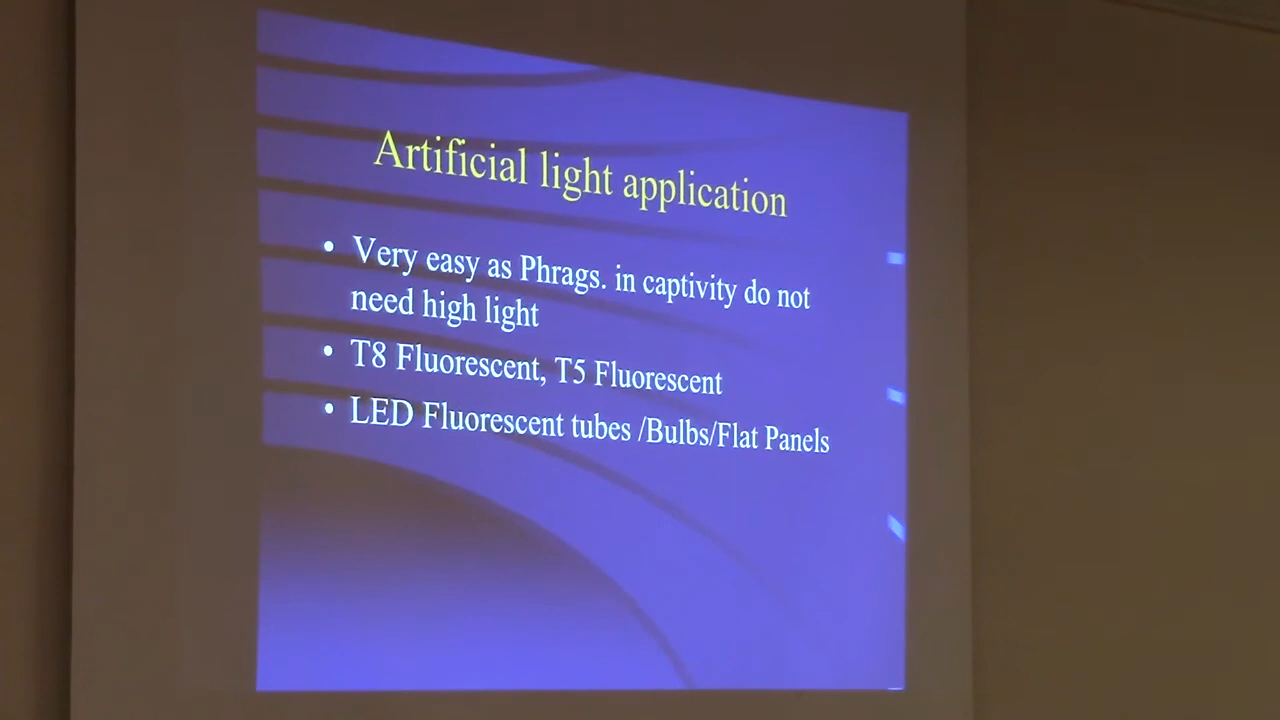 Artificial light application
• Very easy as Phrags. in captivity do not
need high light
• T8 Fluorescent, T5 Fluorescent
• LED Fluorescent tubes /Bulbs/Flat Panels